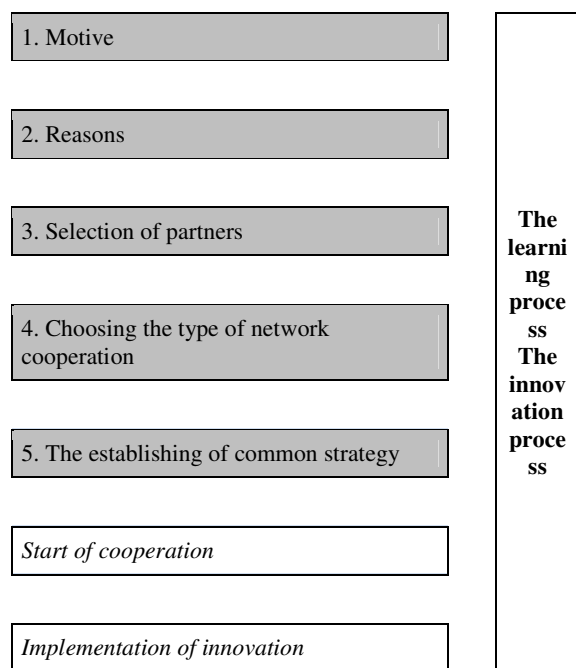 1. Motive
2. Reasons
3. Selection of partners
4. Choosing the type of network
cooperation
5. The establishing of common strategy
Start of cooperation
Implementation of innovation
The
learni
ng
proce
ss
The
innov
ation
proce
ss